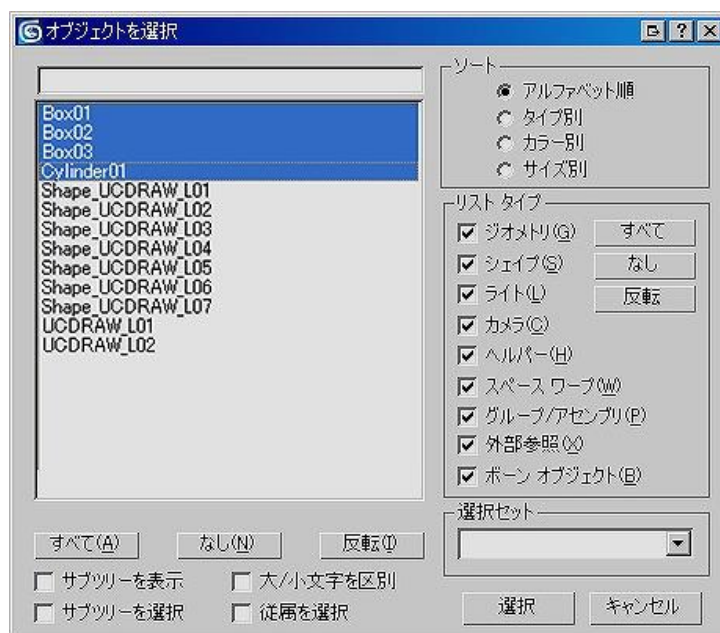 オブジェクトを選択
Box01
Box02
Box03
Cylinder01
Shape_UCDRAW_L01
Shape_UCDRAW_L02
Shape_UCDRAW_L03
Shape_UCDRAW_L04
Shape_UCDRAW_L05
Shape_UCDRAW_L06
Shape_UCDRAW_L07
UCDRAW_L01
UCDRAW_L02
すべて(A) なし(N) 反転(I)
サブツリーを表示 大/小文字を区別
サブツリーを選択 従属を選択
ソート
アルファベット順
タイプ別
カラー別
サイズ別
リスト タイプ
ジオメトリ(G) すべて
シェイプ(S) なし
ライト(L) 反転
カメラ(C)
ヘルパー(H)
スペース ワープ(W)
グループ/アセンブリ(P)
外部参照(X)
ボーン オブジェクト(B)
選択セット
選択 キャンセル